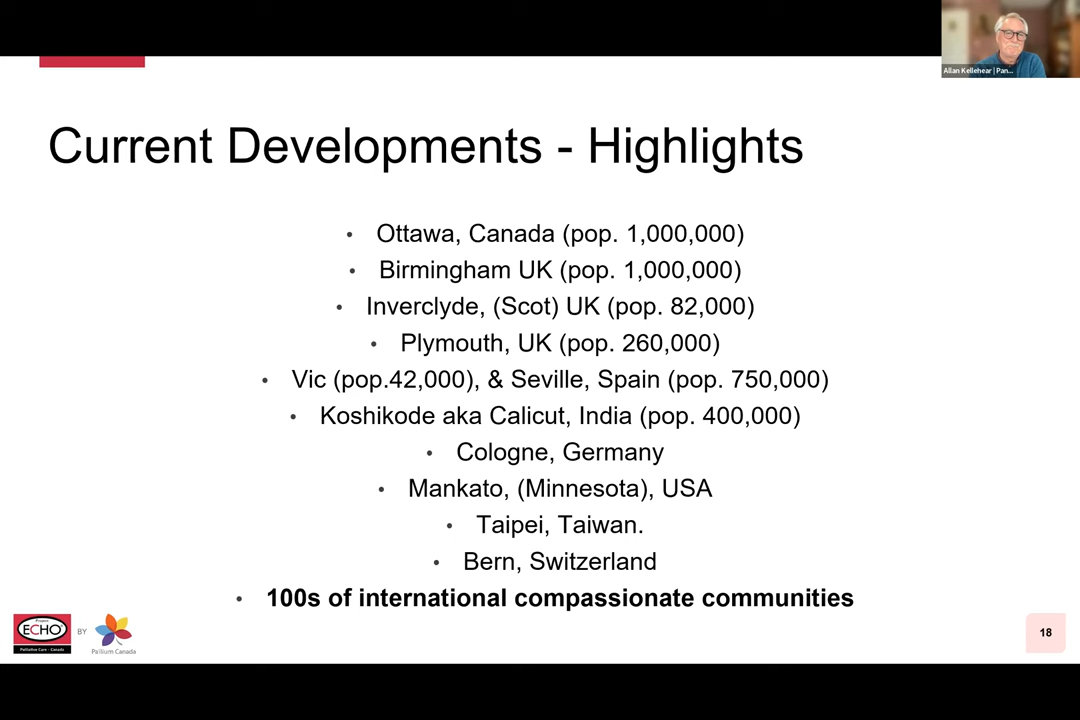 Allan Kellehear | Pan...
Current Developments - Highlights
• Ottawa, Canada (pop. 1,000,000)
• Birmingham UK (pop. 1,000,000)
• Inverclyde, (Scot) UK (pop. 82,000)
• Plymouth, UK (pop. 260,000)
• Vic (pop.42,000), & Seville, Spain (pop. 750,000)
• Koshikode aka Calicut, India (pop. 400,000)
• Cologne, Germany
• Mankato, (Minnesota), USA
• Taipei, Taiwan.
• Bern, Switzerland
• 100s of international compassionate communities
Project
ECHO
Palliative Care - Canada
BY
Pallium Canada
18